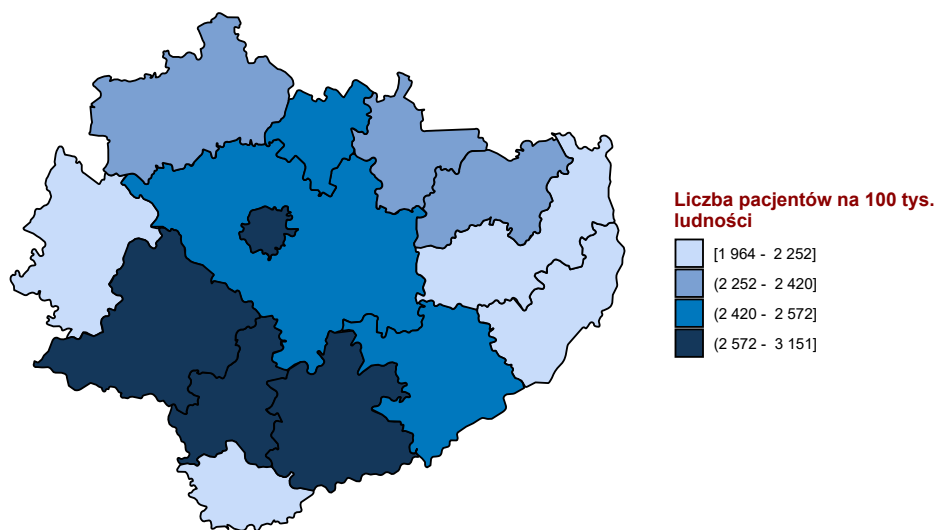 Liczba pacjentów na 100 tys.
ludności
[1 964 - 2 252]
(2 252 - 2 420]
(2 420 - 2 572]
(2 572 - 3 151]